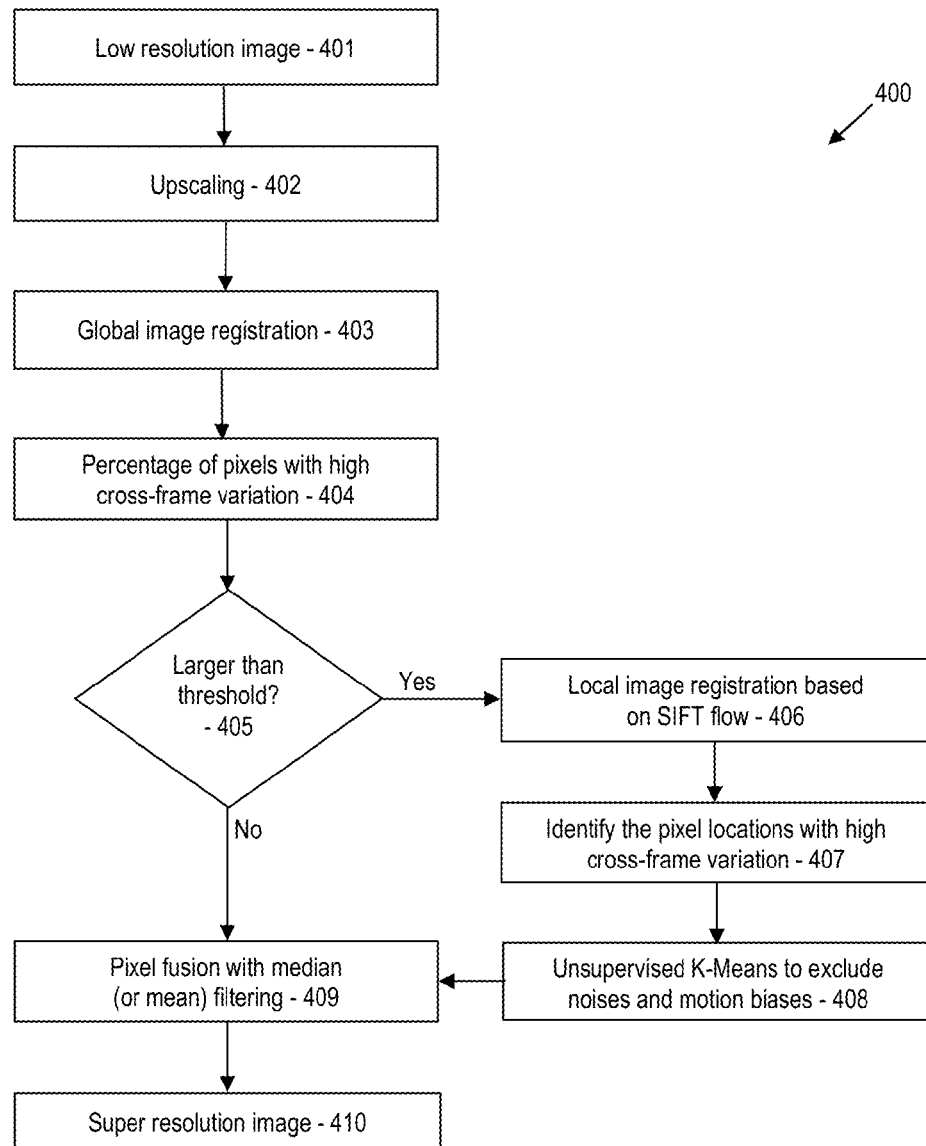 Low resolution image - 401
400
Upscaling - 402
Global image registration - 403
Percentage of pixels with high
cross-frame variation - 404
Larger than
threshold?
- 405
Yes
Local image registration based
on SIFT flow - 406
No
Identify the pixel locations with high
cross-frame variation - 407
Unsupervised K-Means to exclude
noises and motion biases - 408
Pixel fusion with median
(or mean) filtering - 409
Super resolution image - 410